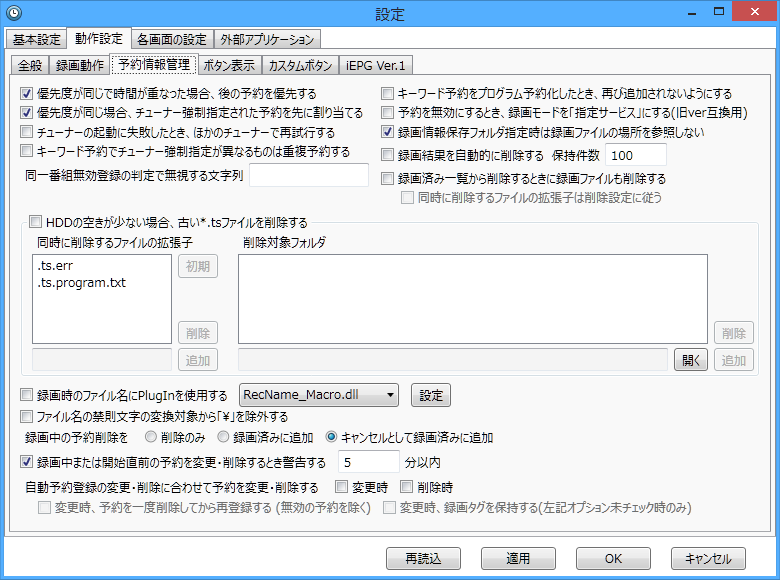 設定
基本設定 動作設定 各画面の設定 外部アプリケーション
全般 録画動作 予約情報管理 ボタン表示 カスタムボタン iEPG Ver.1
優先度が同じで時間が重なった場合、後の予約を優先する
優先度が同じ場合、チューナー強制指定された予約を先に割り当てる
チューナーの起動に失敗したとき、ほかのチューナーで再試行する
キーワード予約でチューナー強制指定が異なるものは重複予約する
同一番組無効登録の判定で無視する文字列
キーワード予約をプログラム予約化したとき、再び追加されないようにする
予約を無効にするとき、録画モードを「指定サービス」にする(旧ver互換用)
録画情報保存フォルダ指定時は録画ファイルの場所を参照しない
録画結果を自動的に削除する 保持件数 100
録画済み一覧から削除するときに録画ファイルも削除する
同時に削除するファイルの拡張子は削除設定に従う
HDDの空きが少ない場合、古い*.tsファイルを削除する
同時に削除するファイルの拡張子 削除対象フォルダ
.ts.err
.ts.program.txt
初期
削除 削除
追加 開く 追加
録画時のファイル名にPlugInを使用する RecName_Macro.dll 設定
ファイル名の禁則文字の変換対象から「¥」を除外する
録画中の予約削除を 削除のみ 録画済みに追加 キャンセルとして録画済みに追加
録画中または開始直前の予約を変更・削除するとき警告する 5 分以内
自動予約登録の変更・削除に合わせて予約を変更・削除する 変更時 削除時
変更時、予約を一度削除してから再登録する (無効の予約を除く) 変更時、録画タグを保持する(左記オプション未チェック時のみ)
再読込 適用 OK キャンセル